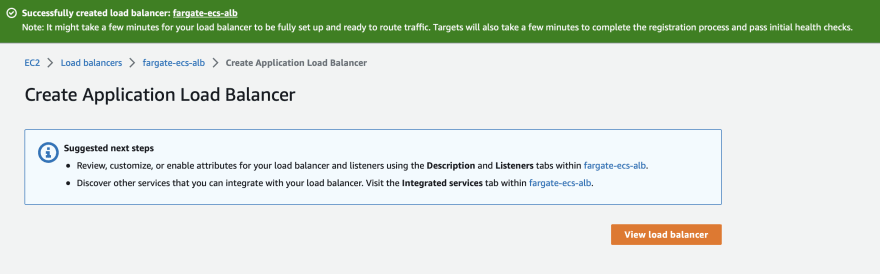 Successfully created load balancer: fargate-ecs-alb
Note: It might take a few minutes for your load balancer to be fully set up and ready to route traffic. Targets will also take a few minutes to complete the registration process and pass initial health checks.
EC2 > Load balancers > fargate-ecs-alb > Create Application Load Balancer
Create Application Load Balancer
Suggested next steps
• Review, customize, or enable attributes for your load balancer and listeners using the Description and Listeners tabs within fargate-ecs-alb.
• Discover other services that you can integrate with your load balancer. Visit the Integrated services tab within fargate-ecs-alb.
View load balancer